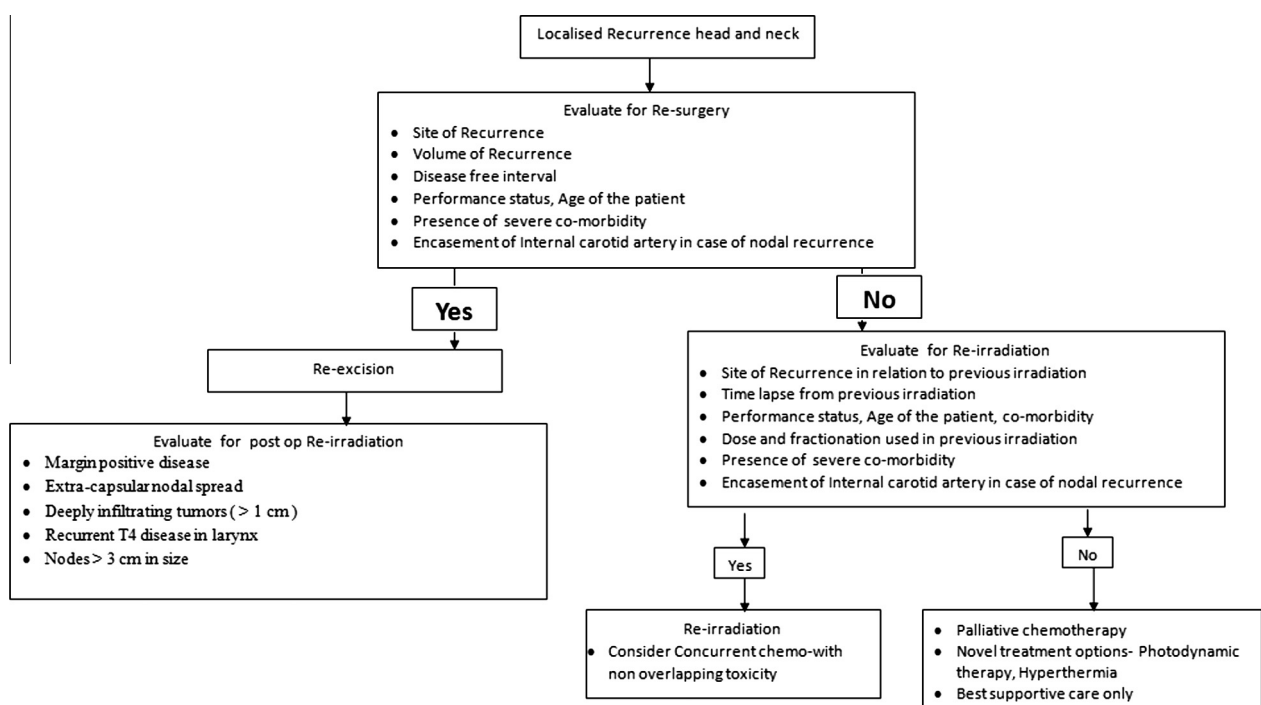 Localised Recurrence head and neck
Evaluate for Re-surgery
• Site of Recurrence
• Volume of Recurrence
• Disease free interval
• Performance status, Age of the patient
• Presence of severe co-morbidity
• Encasement of Internal carotid artery in case of nodal recurrence
Yes
No
Re-excision
Evaluate for post op Re-irradiation
• Margin positive disease
• Extra-capsular nodal spread
• Deeply infiltrating tumors ( > 1 cm )
• Recurrent T4 disease in larynx
• Nodes > 3 cm in size
Evaluate for Re-irradiation
• Site of Recurrence in relation to previous irradiation
• Time lapse from previous irradiation
• Performance status, Age of the patient, co-morbidity
• Dose and fractionation used in previous irradiation
• Presence of severe co-morbidity
• Encasement of Internal carotid artery in case of nodal recurrence
Yes
No
Re-irradiation
• Consider Concurrent chemo-with
non overlapping toxicity
• Palliative chemotherapy
• Novel treatment options- Photodynamic
therapy, Hyperthermia
• Best supportive care only